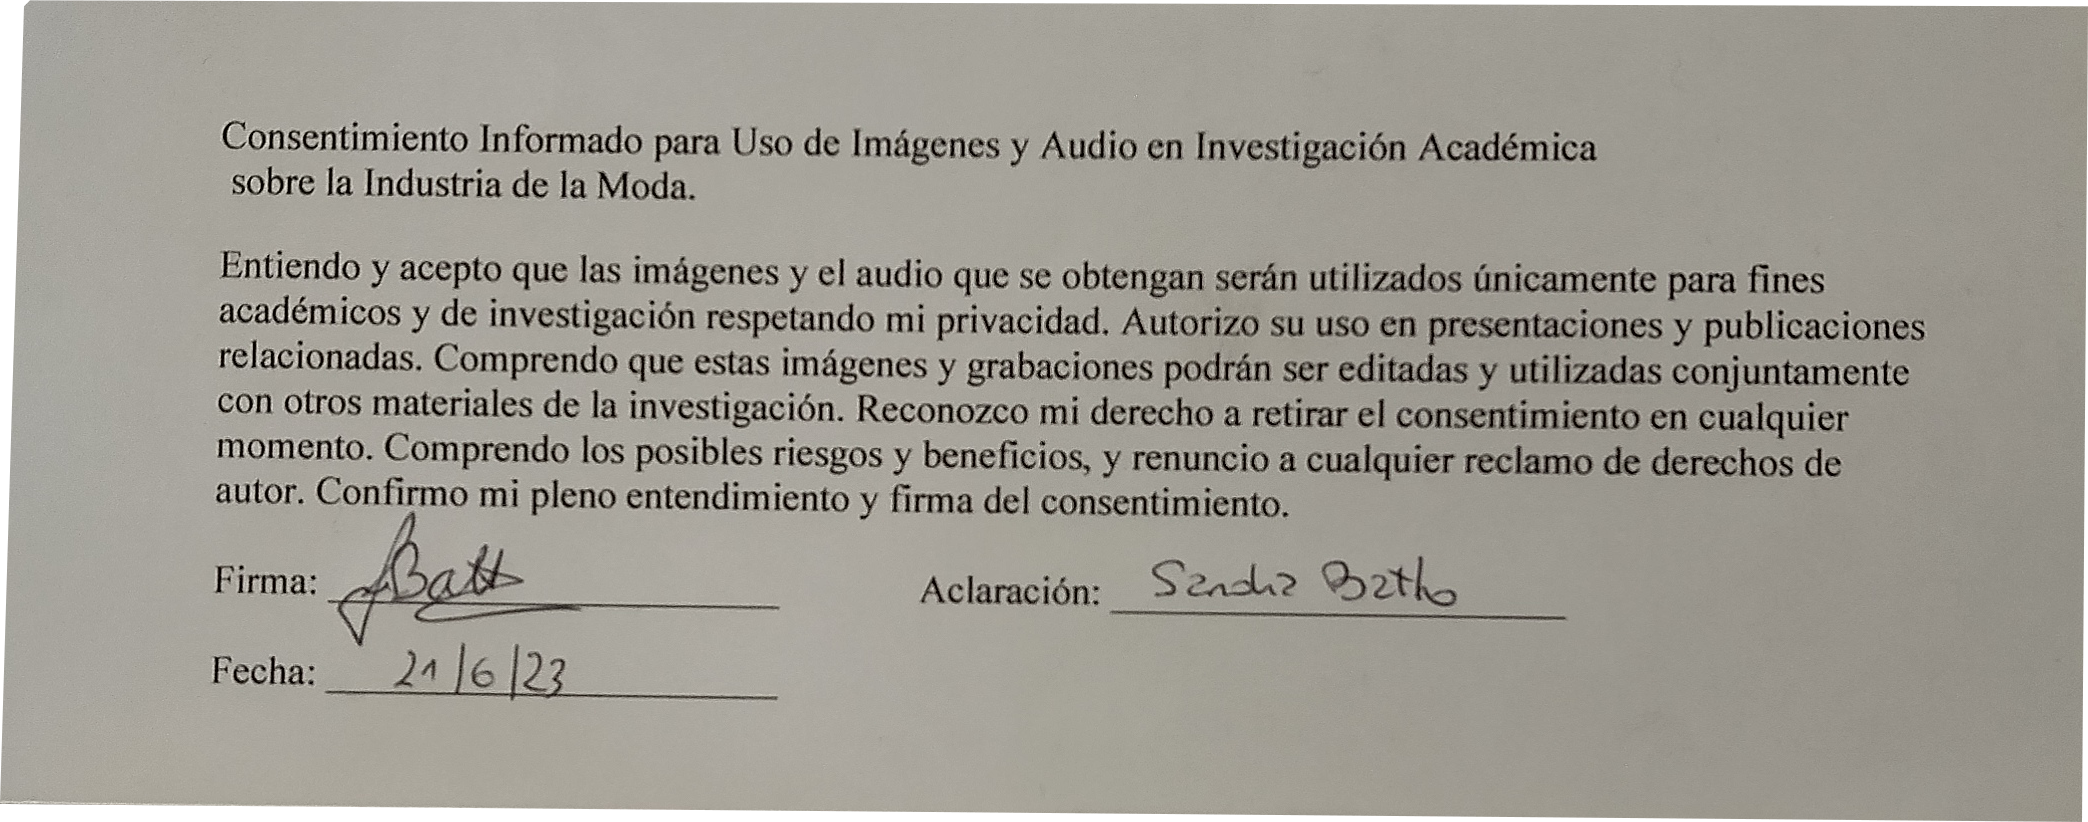 Consentimiento Informado para Uso de Imágenes y Audio en Investigación Académica
sobre la Industria de la Moda.
Entiendo y acepto que las imágenes y el audio que se obtengan serán utilizados únicamente para fines
académicos y de investigación respetando mi privacidad. Autorizo su uso en presentaciones y publicaciones
relacionadas. Comprendo que estas imágenes y grabaciones podrán ser editadas y utilizadas conjuntamente
con otros materiales de la investigación. Reconozco mi derecho a retirar el consentimiento en cualquier
momento. Comprendo los posibles riesgos y beneficios, y renuncio a cualquier reclamo de derechos de
autor. Confirmo mi pleno entendimiento y firma del consentimiento.
Firma: Aclaración: Sandra
Fecha: 21/6/23